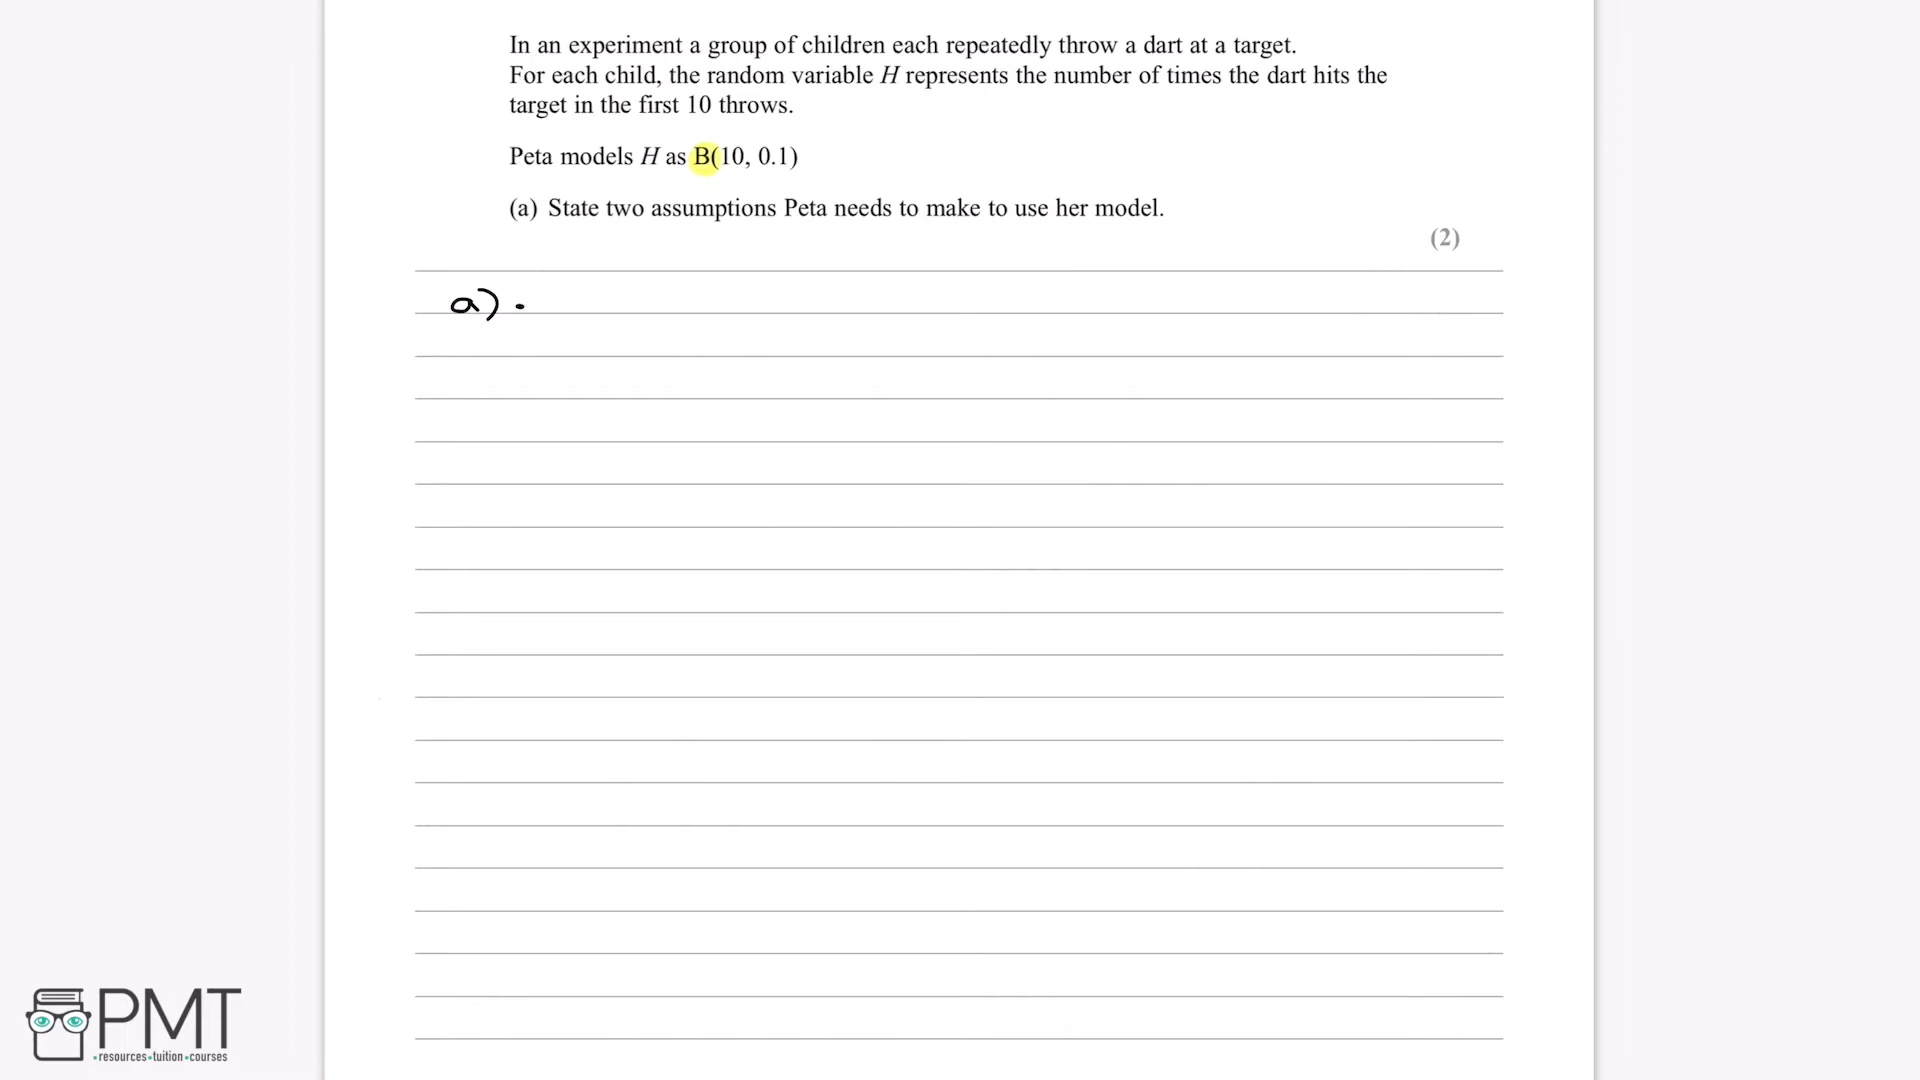 In an experiment a group of children each repeatedly throw a dart at a target.
For each child, the random variable H represents the number of times the dart hits the
target in the first 10 throws.
Peta models H as B(10, 0.1)
(a) State two assumptions Peta needs to make to use her model.
(2)
a) •
PMT
•resources•tuition•courses